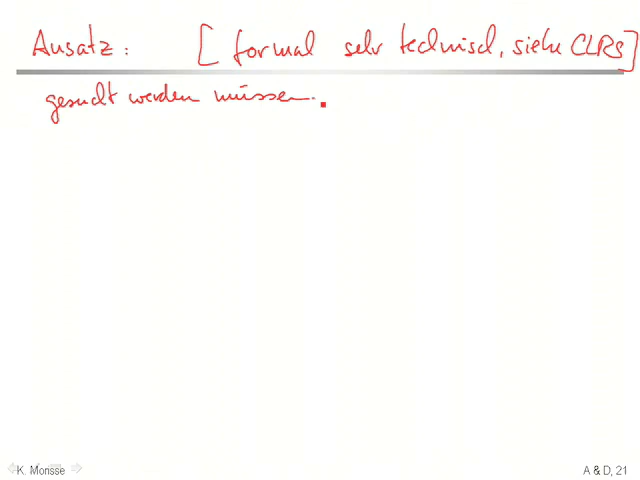 Ansatz: [formal sehr technisch, siehe CLRS]
gesucht werden müssen.
K. Morisse
A & D, 21